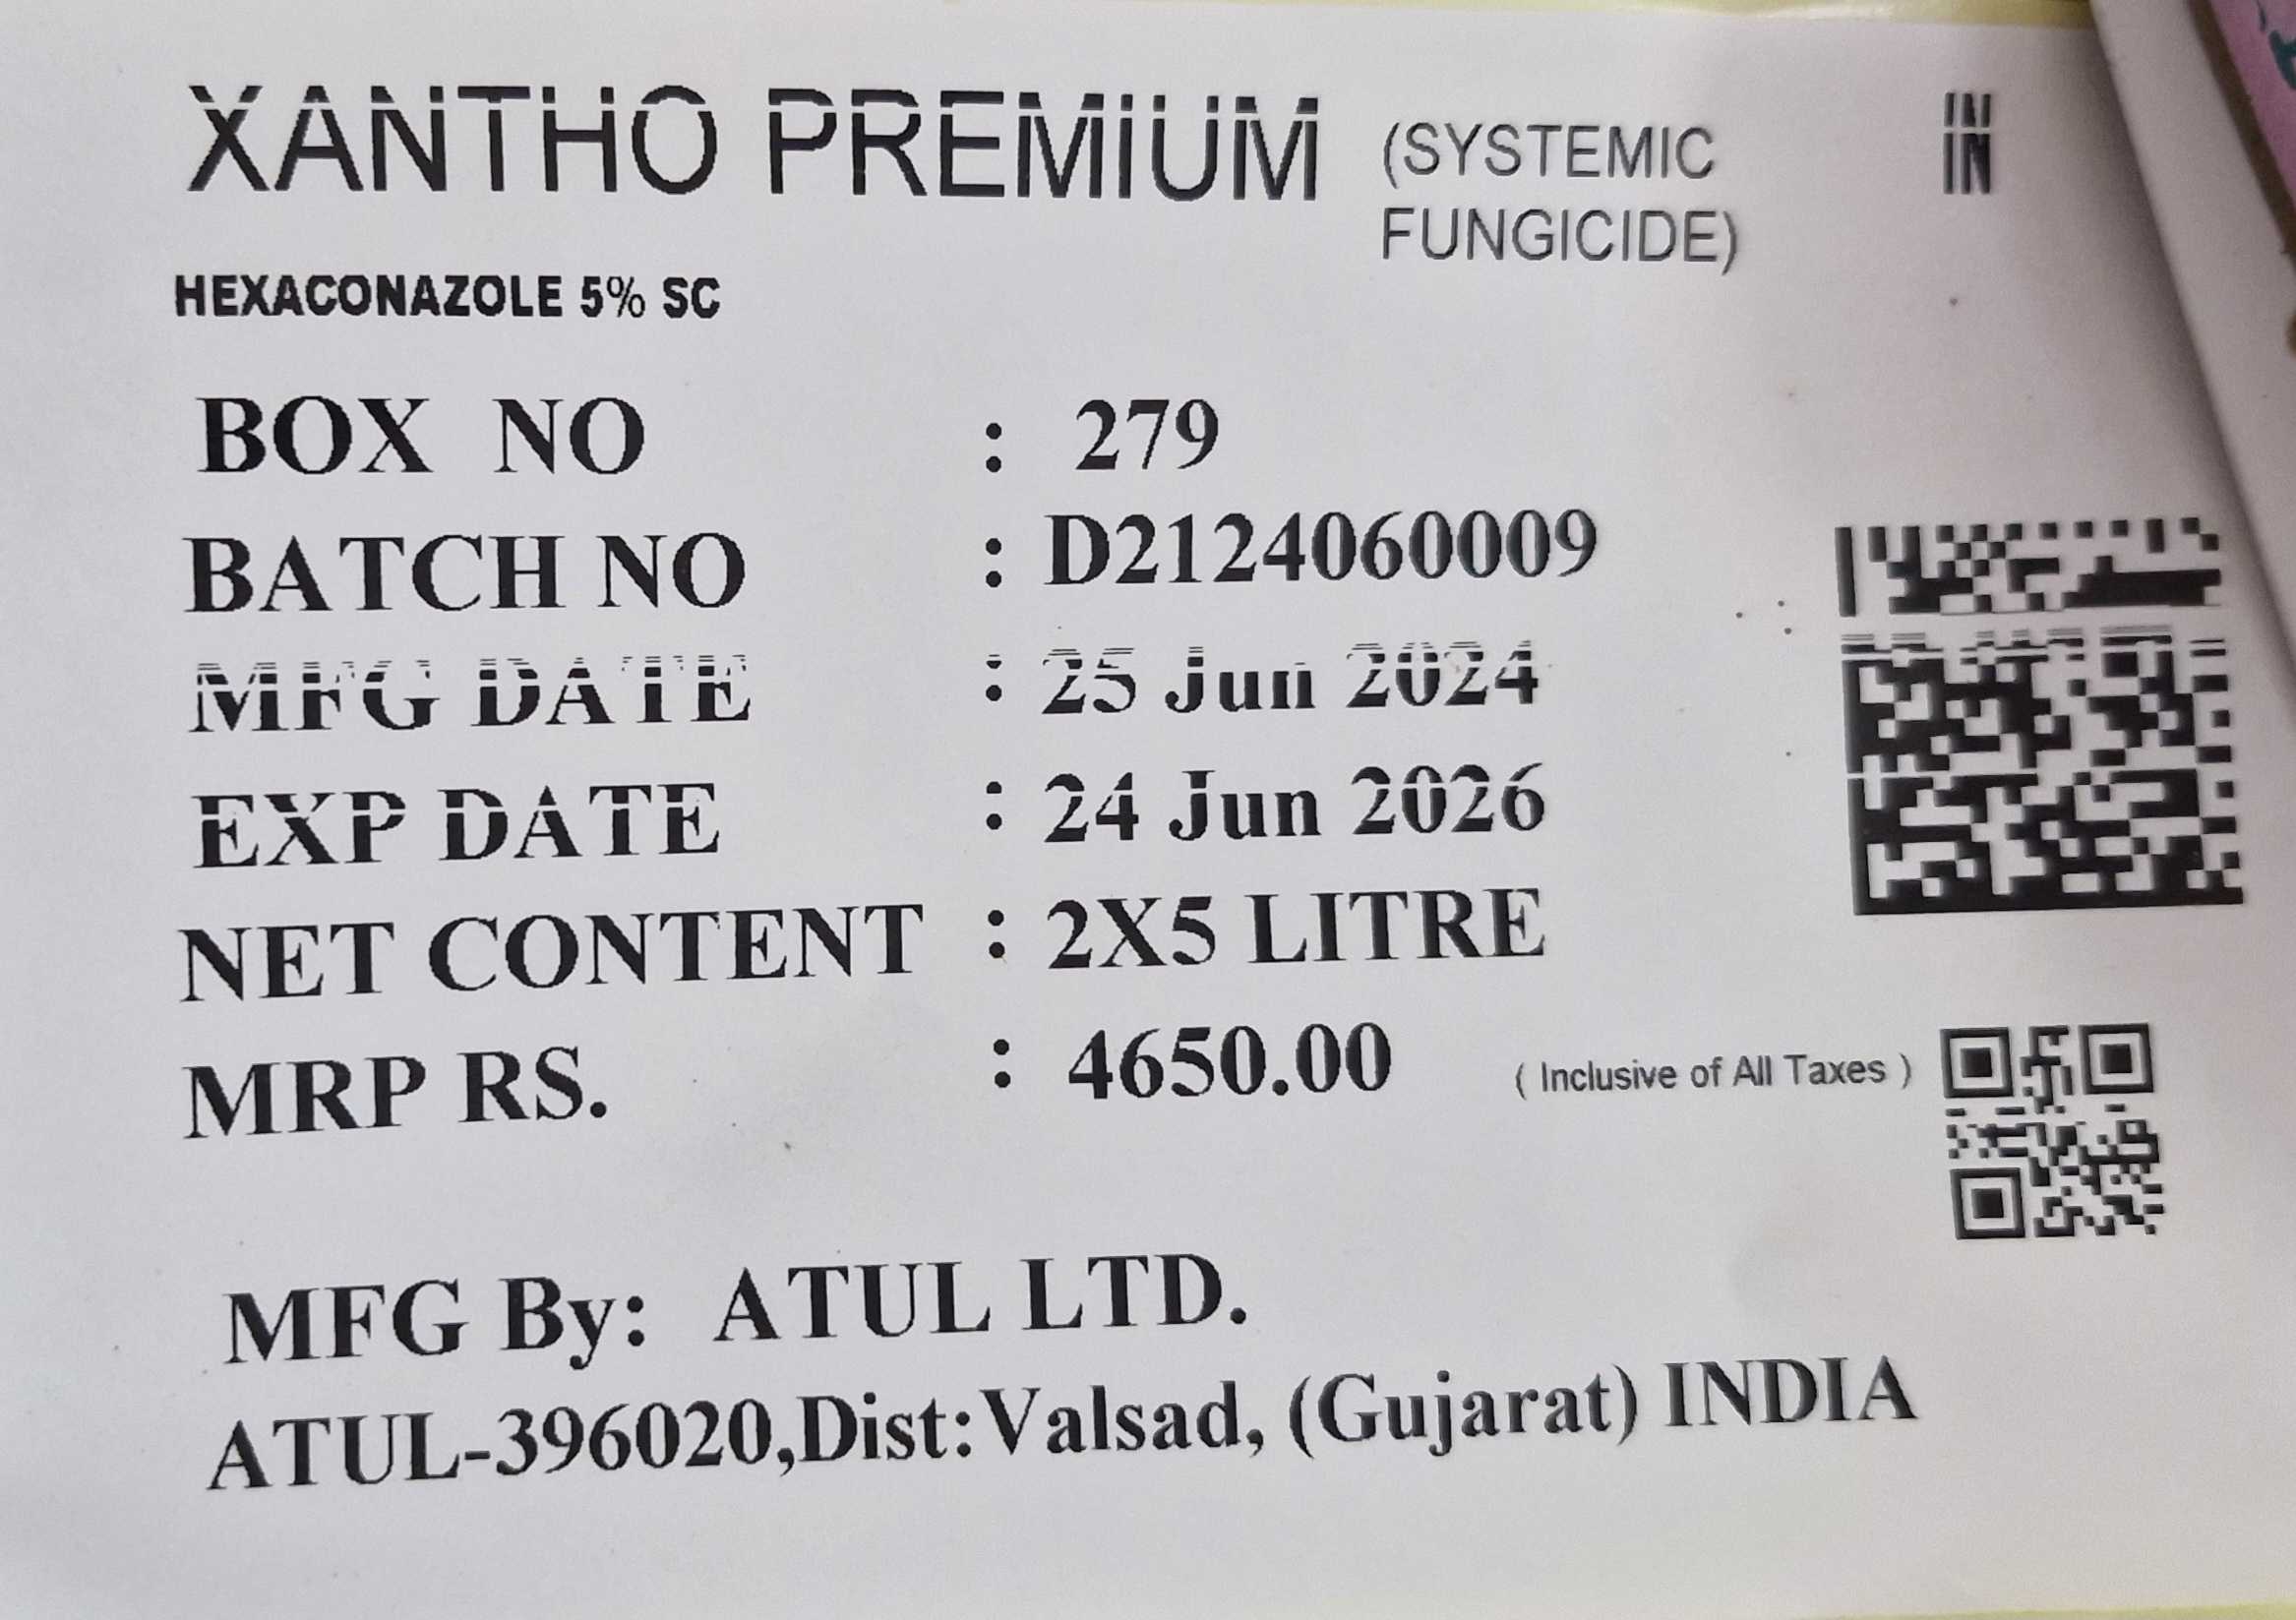 XANTHO PREMIUM (SYSTEMIC
FUNGICIDE)
IN
IN
HEXACONAZOLE 5% SC
BOX NO : 279
BATCH NO : D2124060009
MFG DATE : 25 Jun 2024
EXP DATE : 24 Jun 2026
NET CONTENT : 2X5 LITRE
MRP RS. : 4650.00 ( Inclusive of All Taxes )
MFG By: ATUL LTD.
ATUL-396020,Dist:Valsad, (Gujarat) INDIA